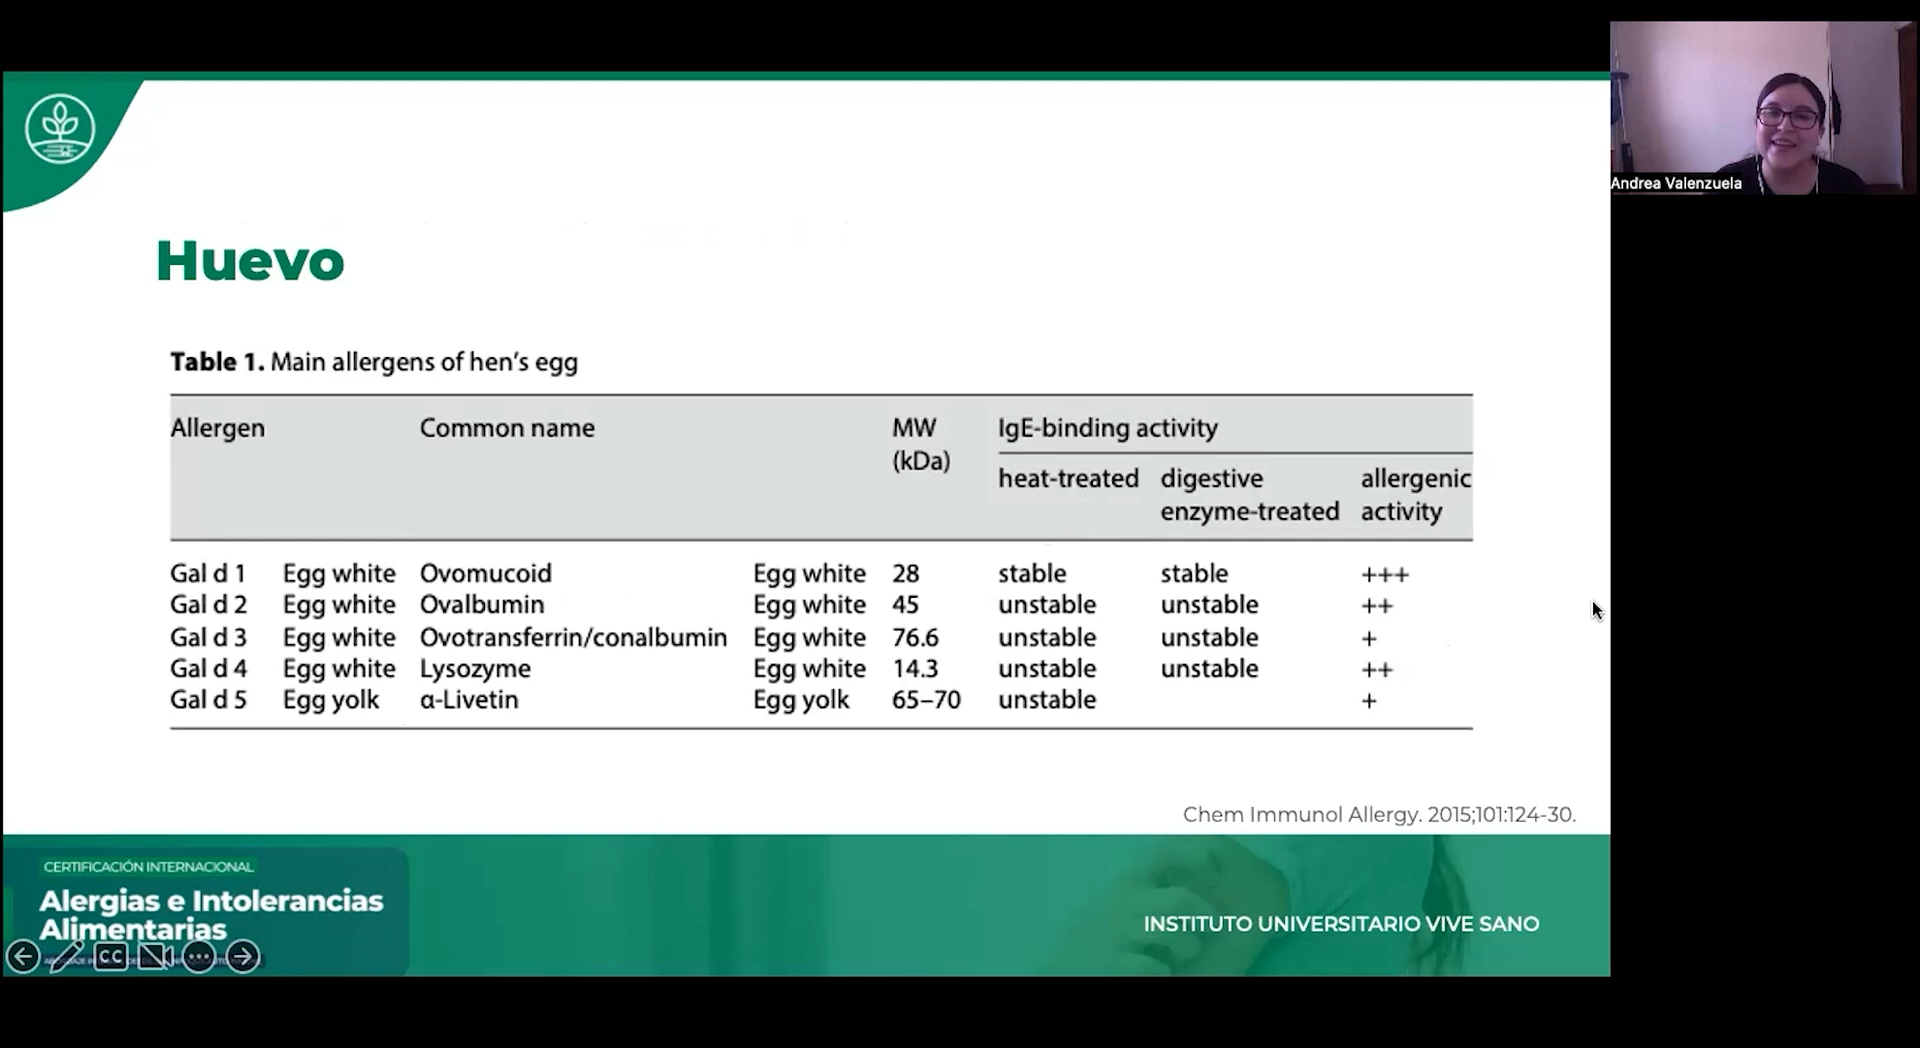 Andrea Valenzuela
Huevo
Table 1. Main allergens of hen's egg
Allergen Common name MW (kDa) IgE-binding activity
heat-treated digestive enzyme-treated allergenic activity
Gal d 1 Egg white Ovomucoid Egg white 28 stable stable +++
Gal d 2 Egg white Ovalbumin Egg white 45 unstable unstable ++
Gal d 3 Egg white Ovotransferrin/conalbumin Egg white 76.6 unstable unstable +
Gal d 4 Egg white Lysozyme Egg white 14.3 unstable unstable ++
Gal d 5 Egg yolk α-Livetin Egg yolk 65–70 unstable +
Chem Immunol Allergy. 2015;101:124-30.
CERTIFICACIÓN INTERNACIONAL
Alergias e Intolerancias
Alimentarias
CC
INSTITUTO UNIVERSITARIO VIVE SANO